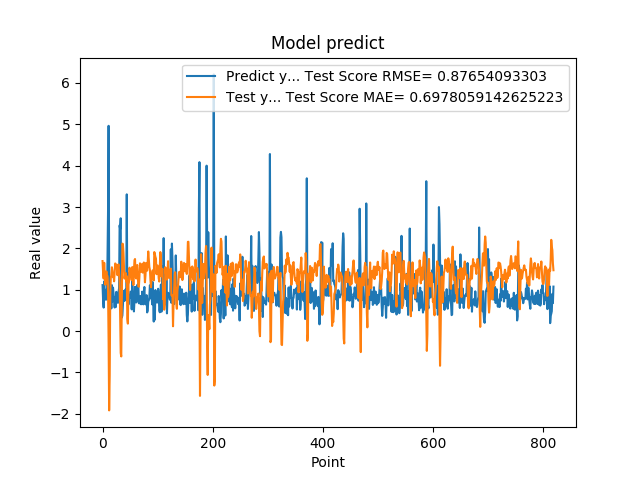 Model predict
Predict y... Test Score RMSE= 0.87654093303
Test y... Test Score MAE= 0.6978059142625223
Real value
6
5
4
3
2
1
0
−1
−2
0 200 400 600 800
Point